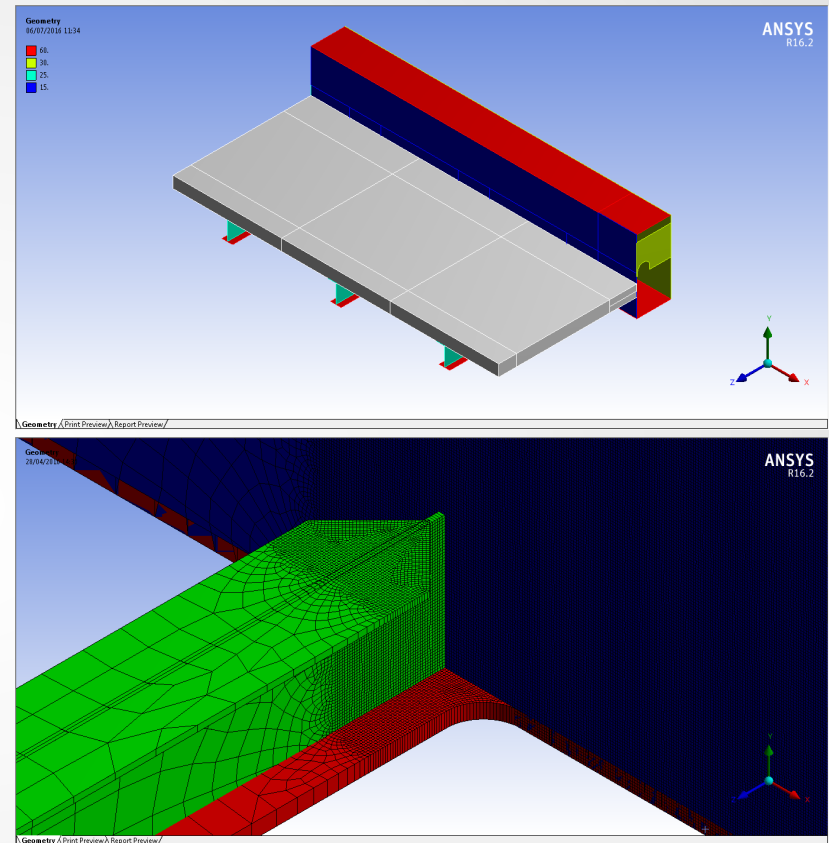 Geometry
06/07/2016 11:34
68.
38.
25.
15.
ANSYS
R16.2
Y
Z
X
Geometry Print Preview Report Preview
28/04/201
ANSYS
R16.2
Y
X
Geometry Print Preview Report Preview